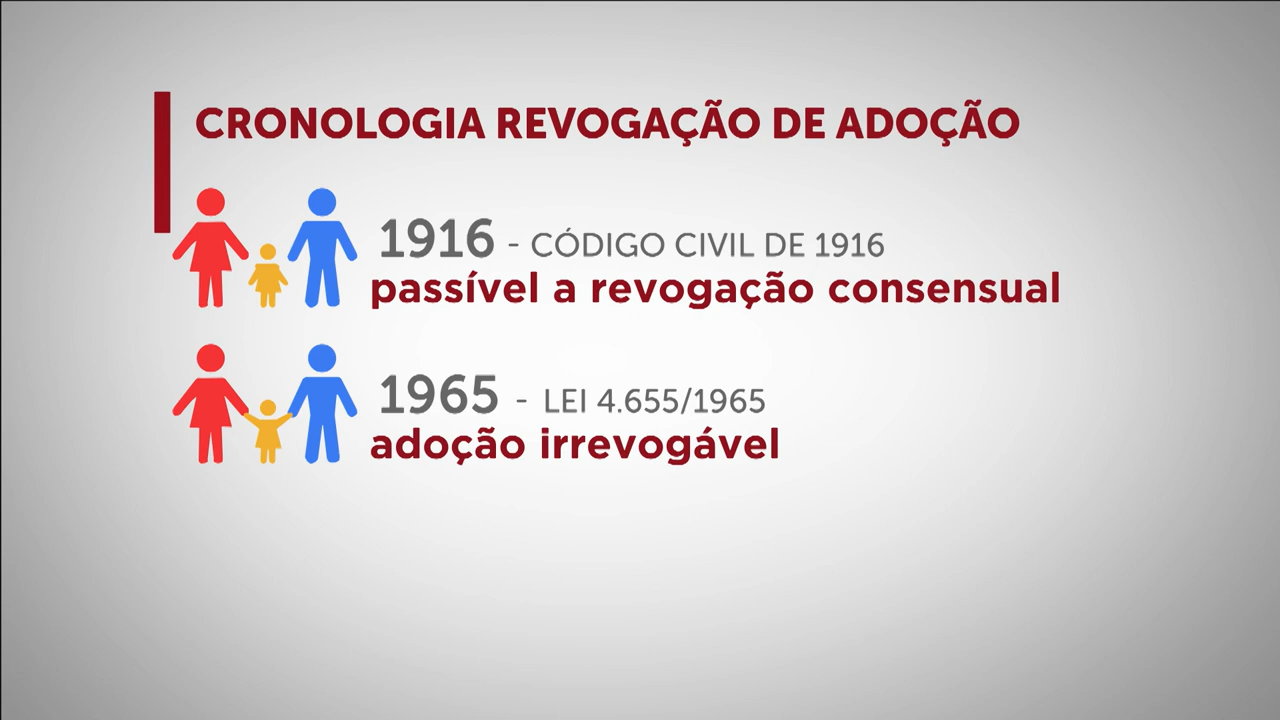 CRONOLOGIA REVOGAÇÃO DE ADOÇÃO
1916 - CÓDIGO CIVIL DE 1916
passível a revogação consensual
1965 - LEI 4.655/1965
adoção irrevogável